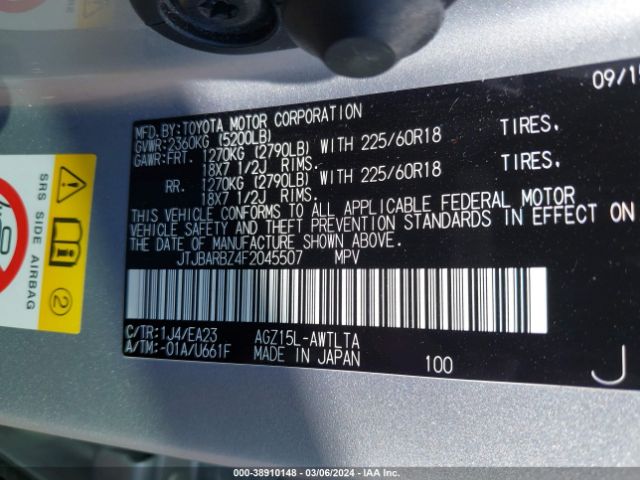 MFD.BY:TOYOTA MOTOR CORPORATION 09/15
GVWR:2360KG (5200LB)
GAWR:FRT. 1270KG (2790LB) WITH 225/60R18 TIRES,
18X7 1/2J RIMS.
RR. 1270KG (2790LB) WITH 225/60R18 TIRES,
18X7 1/2J RIMS.
THIS VEHICLE CONFORMS TO ALL APPLICABLE FEDERAL MOTOR
VEHICLE SAFETY AND THEFT PREVENTION STANDARDS IN EFFECT ON
THE DATE OF MANUFACTURE SHOWN ABOVE.
JTJBARBZ4F2045507 MPV
C/TR:1J4/EA23 AGZ15L-AWTLTA
A/TM:-01A/U661F MADE IN JAPAN 100 J
SRS SIDE AIRBAG
2
000-38910148 - 03/06/2024 - IAA Inc.